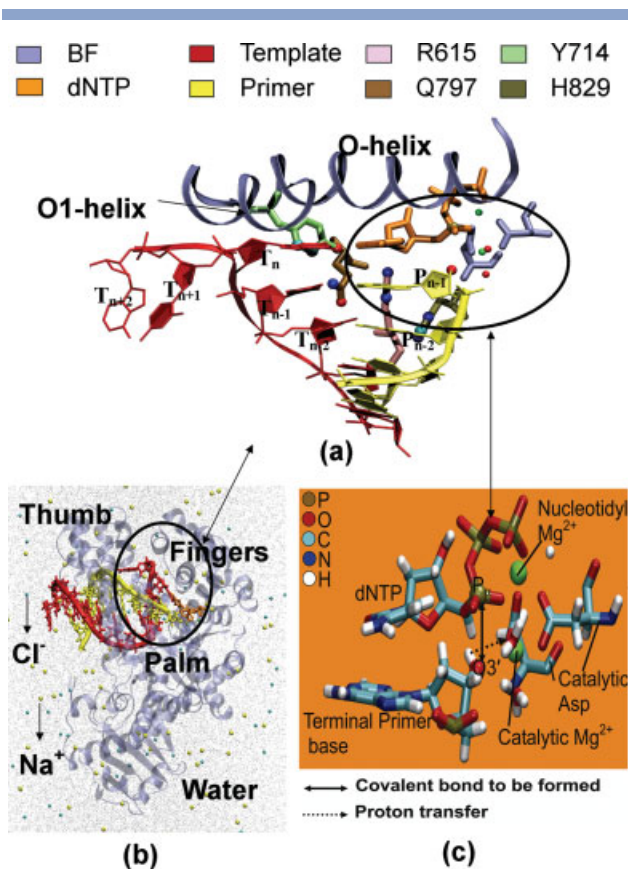 BF Template R615 Y714
dNTP Primer Q797 H829
O-helix
O1-helix
Tn
Pn-1
Tn+2 Tn+1
Tn-1
Tn-2 Pn-2
(a)
Thumb
Fingers
Palm
Cl-
Na+
Water
(b)
P
O
C
N
H
Nucleotidyl
Mg2+
dNTP
P
3'
Catalytic
Asp
Terminal Primer
base
Catalytic Mg2+
Covalent bond to be formed
Proton transfer
(c)